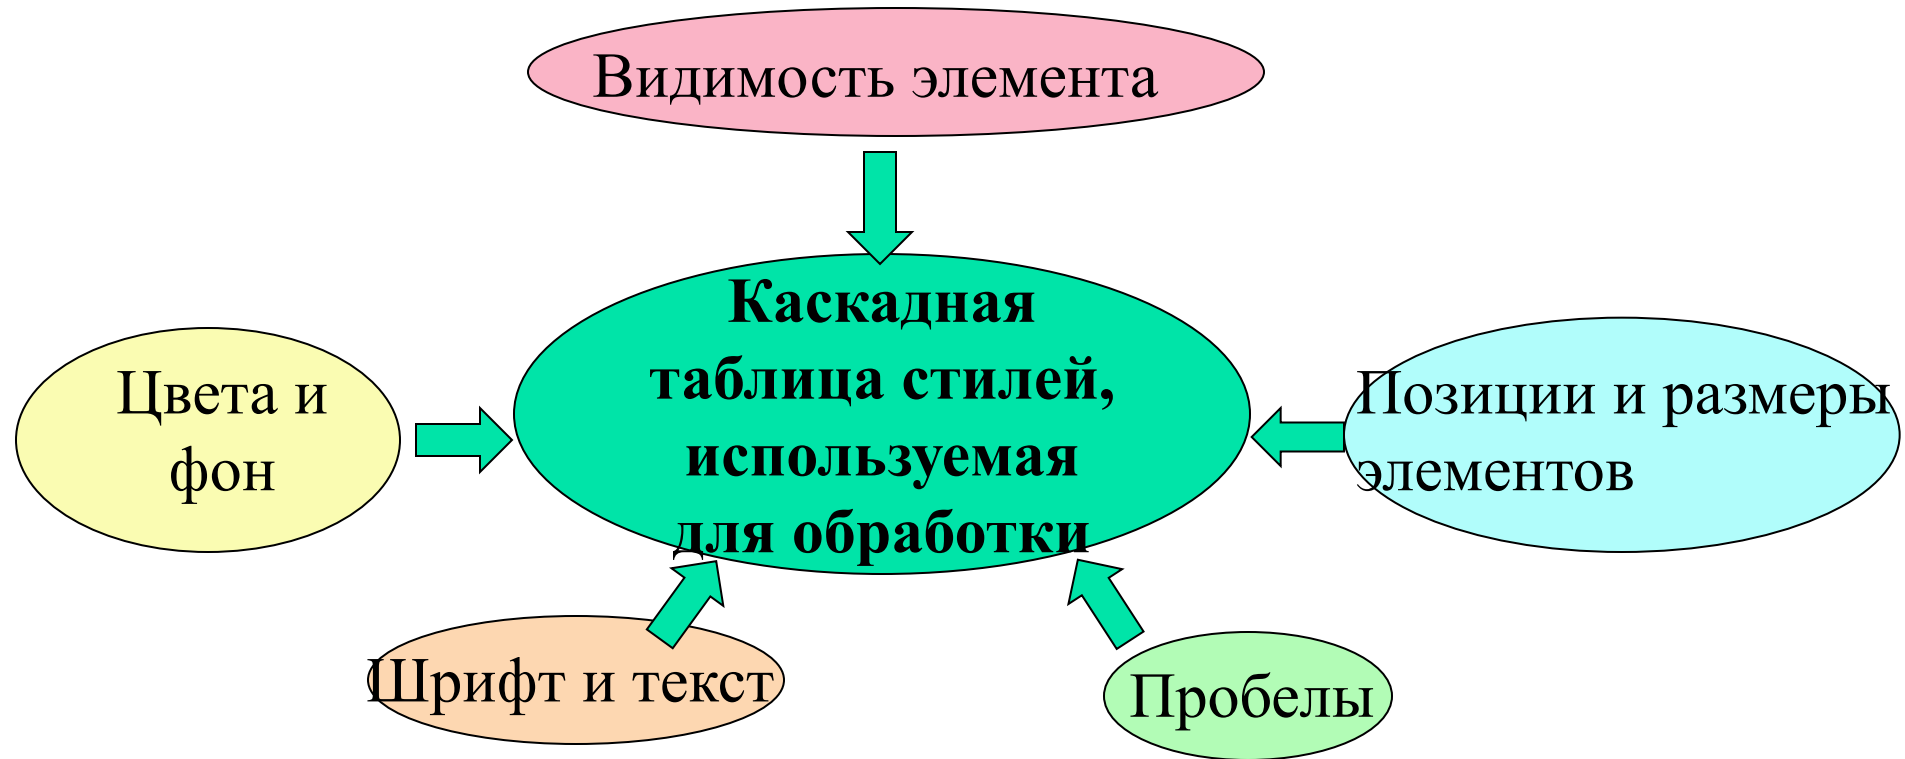 Видимость элемента
Каскадная
таблица стилей,
используемая
для обработки
Цвета и
фон
Позиции и размеры
элементов
Шрифт и текст
Пробелы